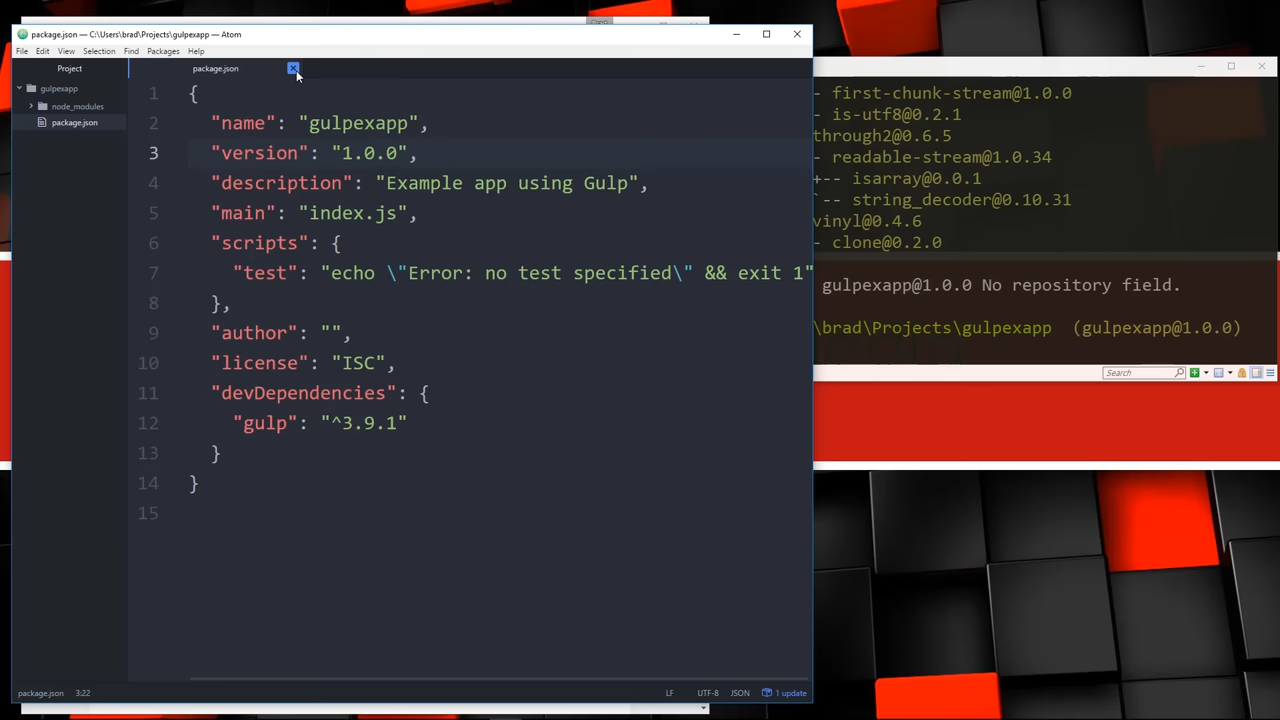 package.json — C:\Users\brad\Projects\gulpexapp — Atom
File Edit View Selection Find Packages Help
Project
gulpexapp
node_modules
package.json
package.json
1 {
2 "name": "gulpexapp",
3 "version": "1.0.0",
4 "description": "Example app using Gulp",
5 "main": "index.js",
6 "scripts": {
7 "test": "echo \"Error: no test specified\" && exit 1"
8 },
9 "author": "",
10 "license": "ISC",
11 "devDependencies": {
12 "gulp": "^3.9.1"
13 }
14 }
15
package.json 3:22 LF UTF-8 JSON 1 update
- first-chunk-stream@1.0.0
- is-utf8@0.2.1
through2@0.6.5
- readable-stream@1.0.34
+-- isarray@0.0.1
`-- string_decoder@0.10.31
vinyl@0.4.6
- clone@0.2.0
gulpexapp@1.0.0 No repository field.
\brad\Projects\gulpexapp (gulpexapp@1.0.0)
Search